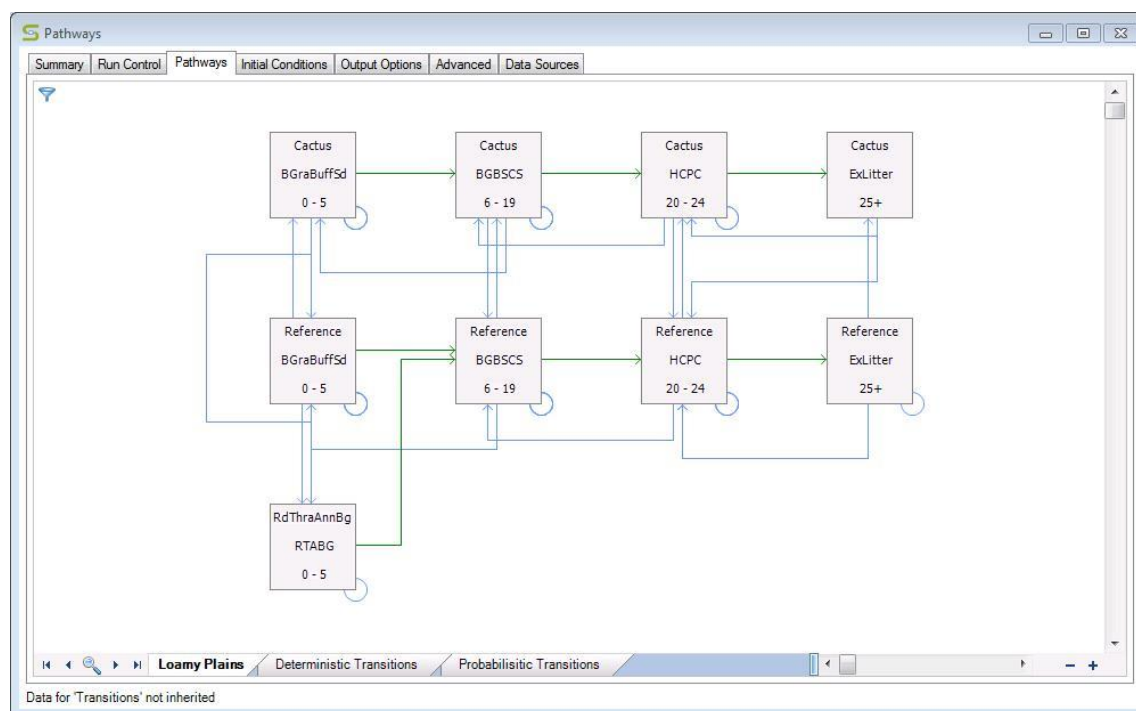 Pathways
Summary Run Control Pathways Initial Conditions Output Options Advanced Data Sources
Cactus Cactus Cactus Cactus
BGraBuffSd BGBSCS HCPC ExLitter
0 - 5 6 - 19 20 - 24 25+
Reference Reference Reference Reference
BGraBuffSd BGBSCS HCPC ExLitter
0 - 5 6 - 19 20 - 24 25+
RdThraAnnBg
RTABG
0 - 5
Loamy Plains Deterministic Transitions Probabilisitic Transitions
Data for 'Transitions' not inherited